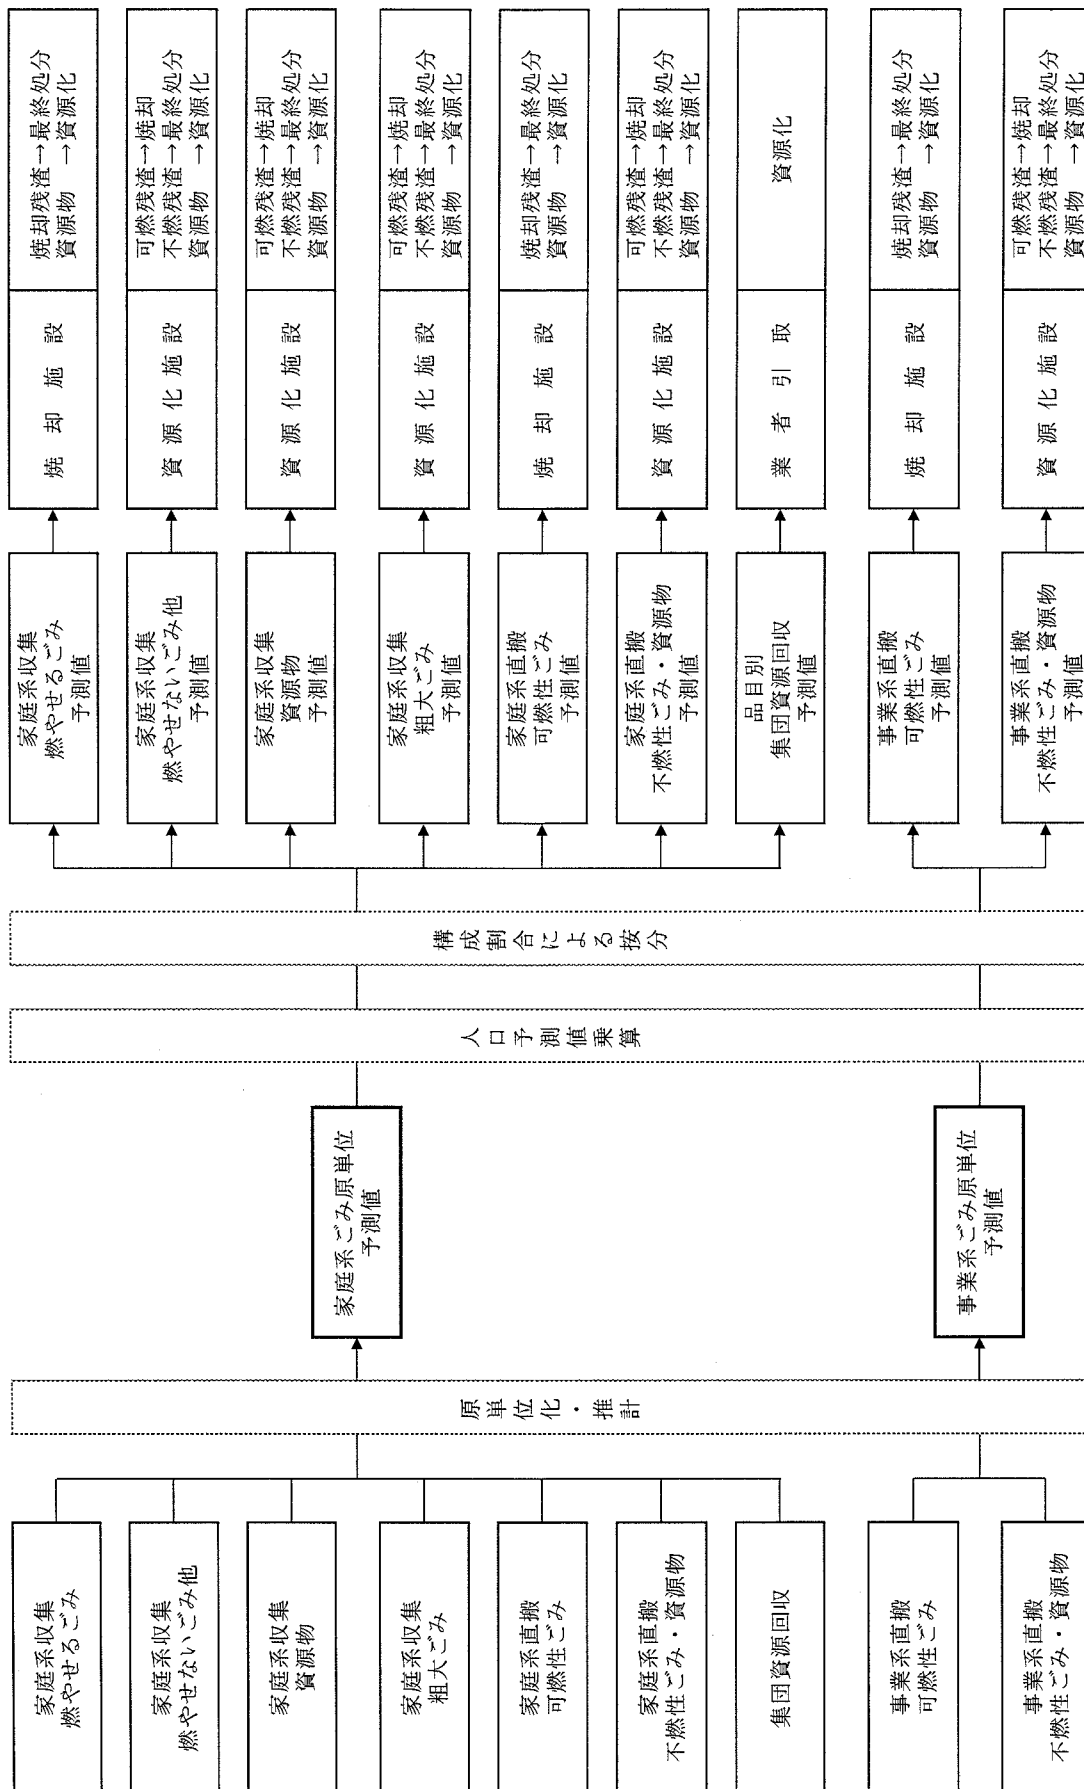 家庭系収集
燃やせるごみ
家庭系収集
燃やせないごみ他
家庭系収集
資源物
家庭系収集
粗大ごみ
家庭系直搬
可燃性ごみ
家庭系直搬
不燃性ごみ・資源物
集団資源回収
事業系直搬
可燃性ごみ
事業系直搬
不燃性ごみ・資源物
原単位化・推計
家庭系ごみ原単位
予測値
事業系ごみ原単位
予測値
人口予測値乗算
構成割合による按分
家庭系収集
燃やせるごみ
予測値
家庭系収集
燃やせないごみ他
予測値
家庭系収集
資源物
予測値
家庭系収集
粗大ごみ
予測値
家庭系直搬
可燃性ごみ
予測値
家庭系直搬
不燃性ごみ・資源物
予測値
品目別
集団資源回収
予測値
事業系直搬
可燃性ごみ
予測値
事業系直搬
不燃性ごみ・資源物
予測値
焼却施設
焼却残渣→最終処分
資源物　→資源化
資源化施設
可燃残渣→焼却
不燃残渣→最終処分
資源物　→資源化
資源化施設
可燃残渣→焼却
不燃残渣→最終処分
資源物　→資源化
資源化施設
可燃残渣→焼却
不燃残渣→最終処分
資源物　→資源化
焼却施設
焼却残渣→最終処分
資源物　→資源化
資源化施設
可燃残渣→焼却
不燃残渣→最終処分
資源物　→資源化
業者引取
資源化
焼却施設
焼却残渣→最終処分
資源物　→資源化
資源化施設
可燃残渣→焼却
不燃残渣→最終処分
資源物　→資源化